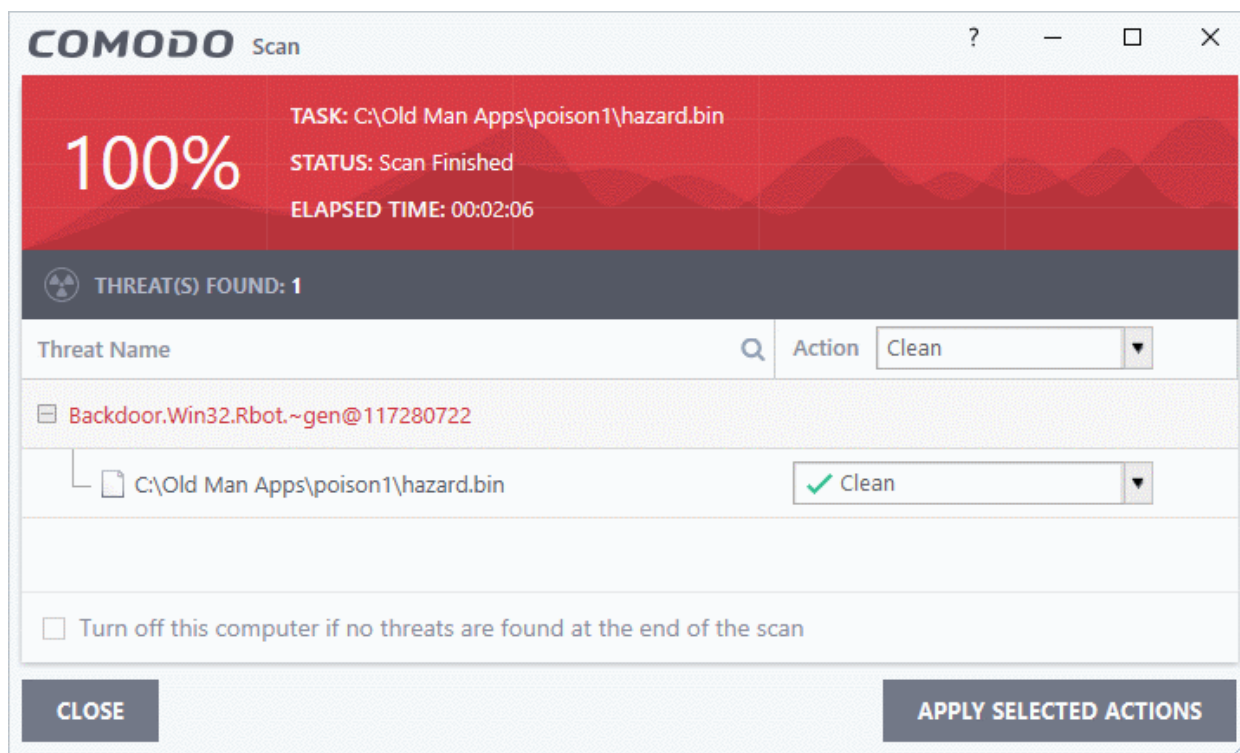 COMODO Scan ?
100%
TASK: C:\Old Man Apps\poison1\hazard.bin
STATUS: Scan Finished
ELAPSED TIME: 00:02:06
THREAT(S) FOUND: 1
Threat Name Action Clean
Backdoor.Win32.Rbot.~gen@117280722
C:\Old Man Apps\poison1\hazard.bin Clean
Turn off this computer if no threats are found at the end of the scan
CLOSE APPLY SELECTED ACTIONS